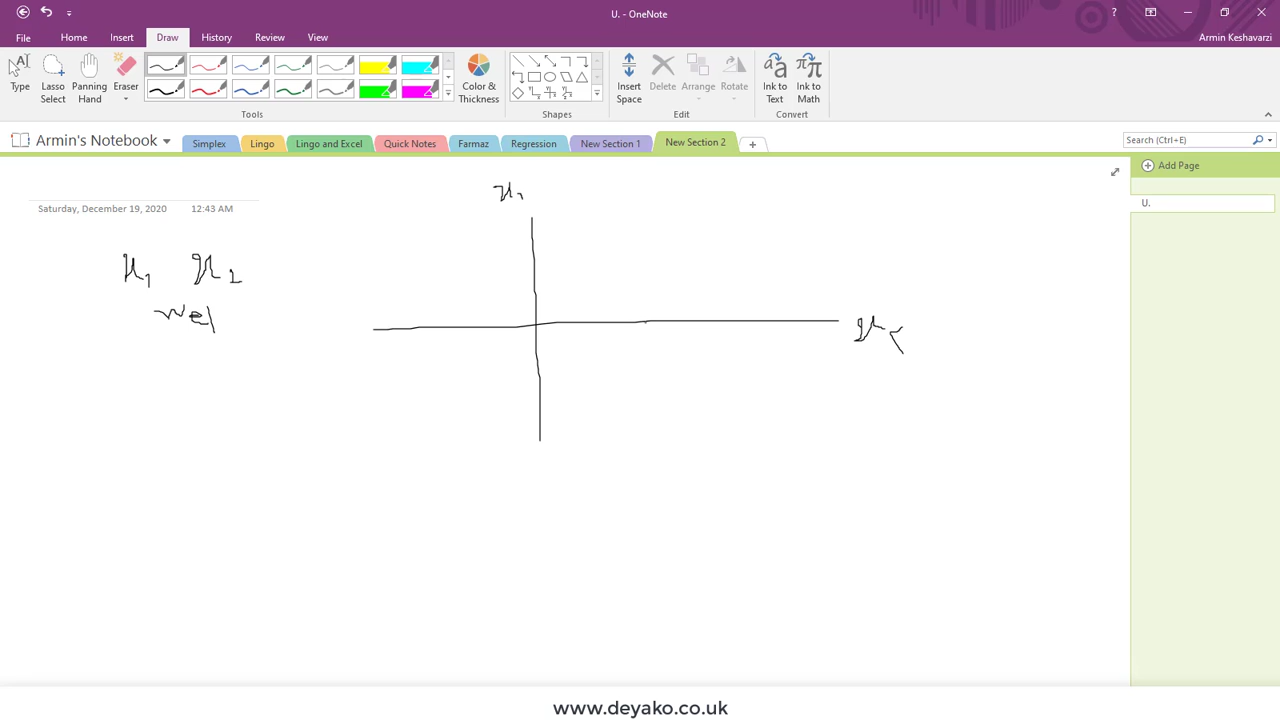 U. - OneNote
?
File Home Insert Draw History Review View
Armin Keshavarzi
Type
Lasso Select
Panning Hand
Eraser
Color & Thickness
Insert Space
Delete
Arrange
Rotate
Ink to Text
Ink to Math
Tools
Shapes
Edit
Convert
Armin's Notebook
Simplex Lingo Lingo and Excel Quick Notes Farmaz Regression New Section 1 New Section 2
Search (Ctrl+E)
Add Page
U.
Saturday, December 19, 2020 12:43 AM
x1 x2
www.deyako.co.uk